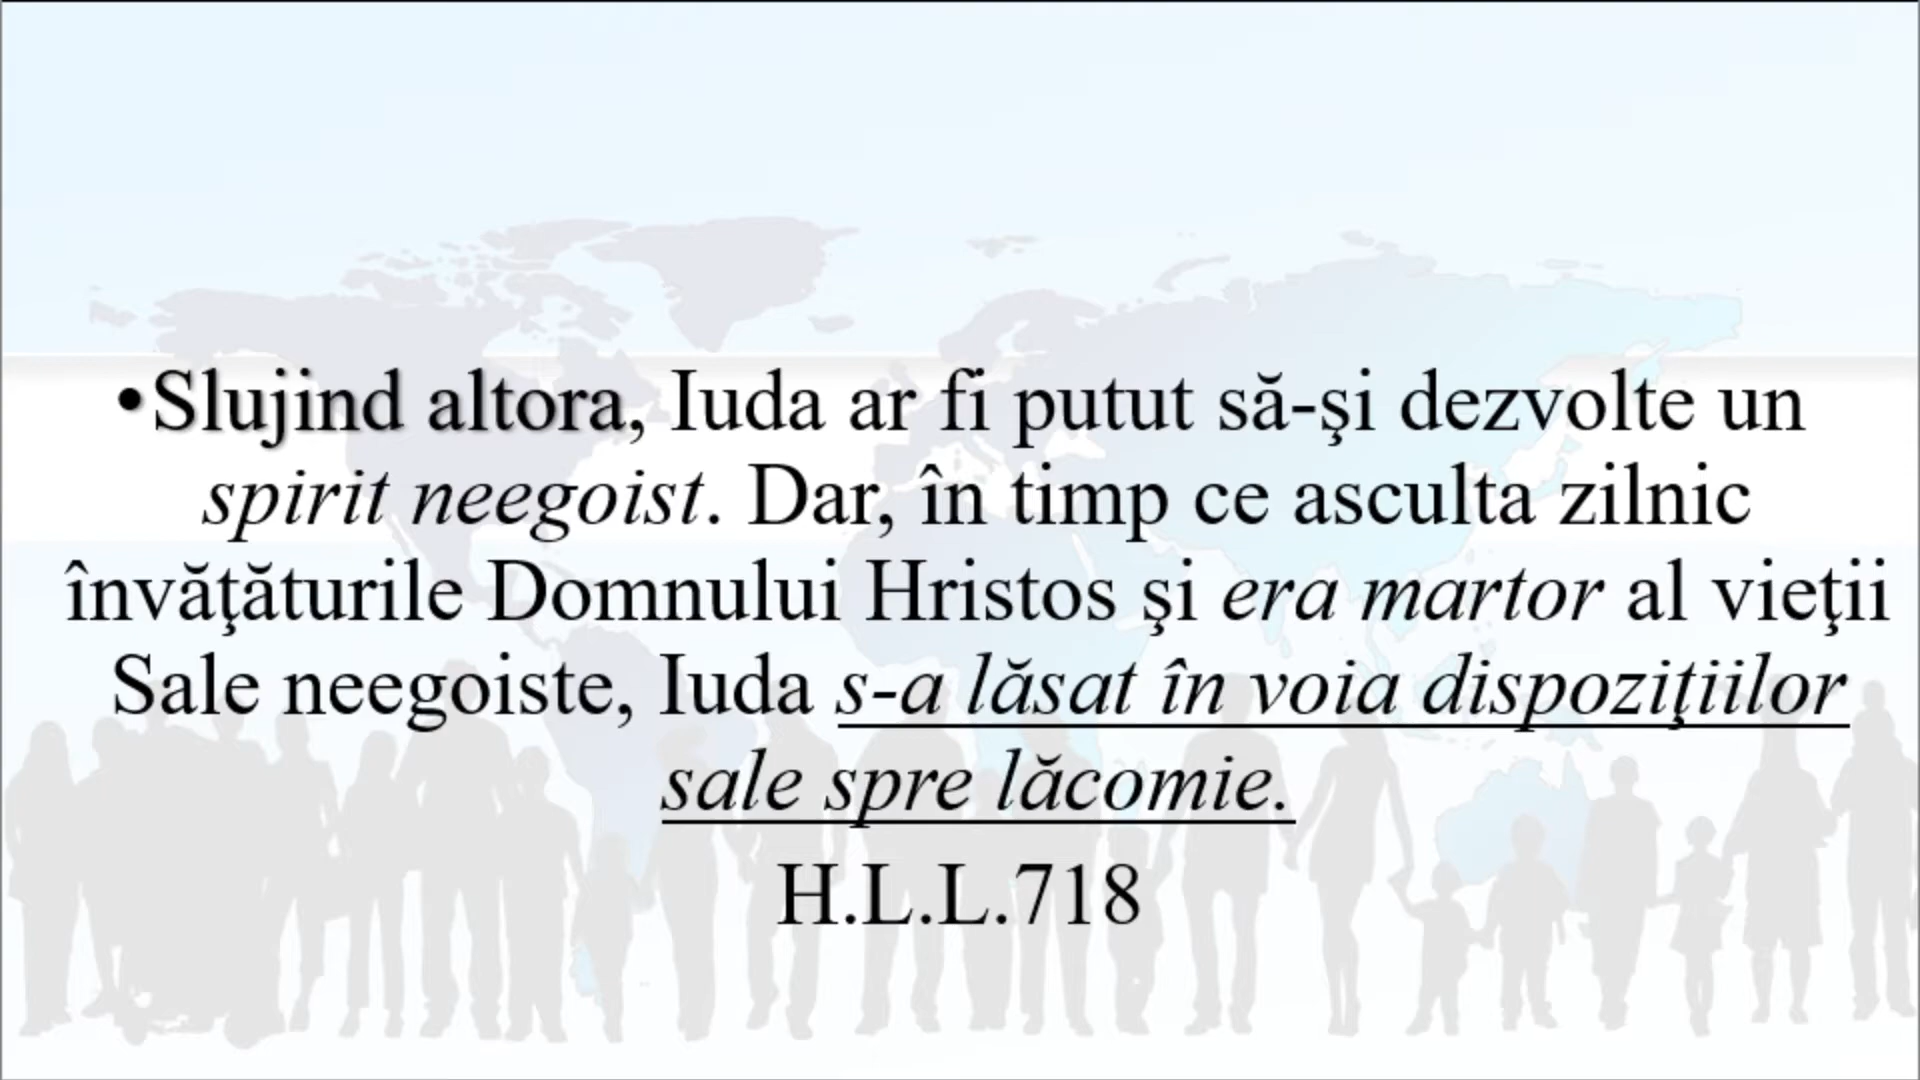 •Slujind altora, Iuda ar fi putut să-şi dezvolte un
spirit neegoist. Dar, în timp ce asculta zilnic
învăţăturile Domnului Hristos şi era martor al vieţii
Sale neegoiste, Iuda s-a lăsat în voia dispoziţiilor
sale spre lăcomie.
H.L.L.718